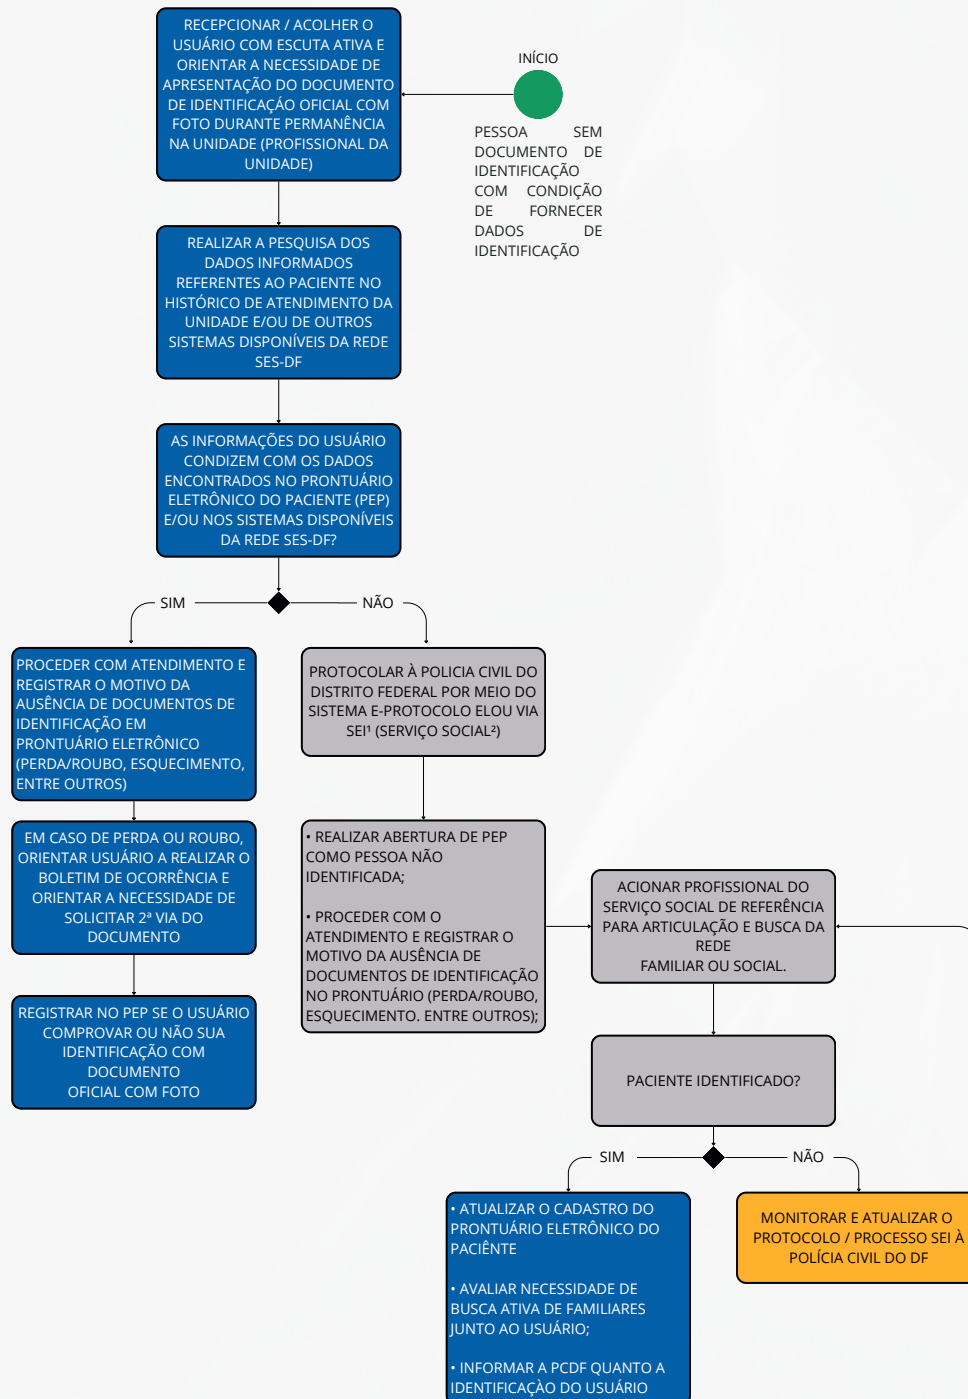 RECEPCIONAR / ACOLHER O
USUÁRIO COM ESCUTA ATIVA E
ORIENTAR A NECESSIDADE DE
APRESENTAÇÃO DO DOCUMENTO
DE IDENTIFICAÇÁO OFICIAL COM
FOTO DURANTE PERMANÊNCIA
NA UNIDADE (PROFISSIONAL DA
UNIDADE)
INÍCIO
PESSOA SEM
DOCUMENTO DE
IDENTIFICAÇÃO
COM CONDIÇÃO
DE FORNECER
DADOS DE
IDENTIFICAÇÃO
REALIZAR A PESQUISA DOS
DADOS INFORMADOS
REFERENTES AO PACIENTE NO
HISTÓRICO DE ATENDIMENTO DA
UNIDADE E/OU DE OUTROS
SISTEMAS DISPONÍVEIS DA REDE
SES-DF
AS INFORMAÇÕES DO USUÁRIO
CONDIZEM COM OS DADOS
ENCONTRADOS NO PRONTUÁRIO
ELETRÔNICO DO PACIENTE (PEP)
E/OU NOS SISTEMAS DISPONÍVEIS
DA REDE SES-DF?
SIM
NÃO
PROCEDER COM ATENDIMENTO E
REGISTRAR O MOTIVO DA
AUSÊNCIA DE DOCUMENTOS DE
IDENTIFICAÇÃO EM
PRONTUÁRIO ELETRÔNICO
(PERDA/ROUBO, ESQUECIMENTO,
ENTRE OUTROS)
PROTOCOLAR À POLICIA CIVIL DO
DISTRITO FEDERAL POR MEIO DO
SISTEMA E-PROTOCOLO ELOU VIA
SEI¹ (SERVIÇO SOCIAL²)
EM CASO DE PERDA OU ROUBO,
ORIENTAR USUÁRIO A REALIZAR O
BOLETIM DE OCORRÊNCIA E
ORIENTAR A NECESSIDADE DE
SOLICITAR 2ª VIA DO
DOCUMENTO
• REALIZAR ABERTURA DE PEP
COMO PESSOA NÃO
IDENTIFICADA;
• PROCEDER COM O
ATENDIMENTO E REGISTRAR O
MOTIVO DA AUSÊNCIA DE
DOCUMENTOS DE IDENTIFICAÇÃO
NO PRONTUÁRIO (PERDA/ROUBO,
ESQUECIMENTO. ENTRE OUTROS);
ACIONAR PROFISSIONAL DO
SERVIÇO SOCIAL DE REFERÊNCIA
PARA ARTICULAÇÃO E BUSCA DA
REDE
FAMILIAR OU SOCIAL.
REGISTRAR NO PEP SE O USUÁRIO
COMPROVAR OU NÃO SUA
IDENTIFICAÇÃO COM
DOCUMENTO
OFICIAL COM FOTO
PACIENTE IDENTIFICADO?
SIM
NÃO
• ATUALIZAR O CADASTRO DO
PRONTUÁRIO ELETRÔNICO DO
PACIÊNTE
• AVALIAR NECESSIDADE DE
BUSCA ATIVA DE FAMILIARES
JUNTO AO USUÁRIO;
• INFORMAR A PCDF QUANTO A
IDENTIFICAÇÀO DO USUÁRIO
MONITORAR E ATUALIZAR O
PROTOCOLO / PROCESSO SEI À
POLÍCIA CIVIL DO DF